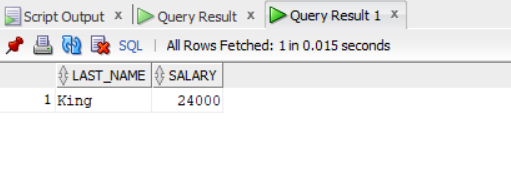 Script Output x Query Result x Query Result 1 x
SQL | All Rows Fetched: 1 in 0.015 seconds
LAST_NAME SALARY
1 King 24000